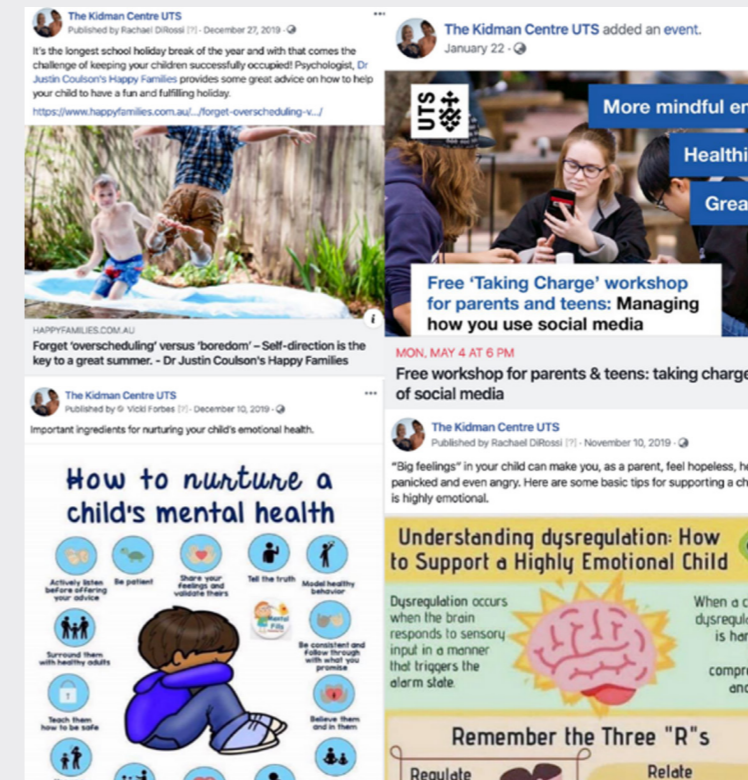 The Kidman Centre UTS
Published by Rachael DiRossi [?] · December 27, 2019 ·
It's the longest school holiday break of the year and with that comes the
challenge of keeping your children successfully occupied! Psychologist, Dr
Justin Coulson's Happy Families provides some great advice on how to help
your child to have a fun and fulfilling holiday.
https://www.happyfamilies.com.au/.../forget-overscheduling-v.../
HAPPYFAMILIES.COM.AU
Forget 'overscheduling' versus 'boredom' – Self-direction is the
key to a great summer. - Dr Justin Coulson's Happy Families
The Kidman Centre UTS
Published by Vicki Forbes [?] · December 10, 2019 ·
Important ingredients for nurturing your child's emotional health.
How to nurture a
child's mental health
Actively listen
before offering
your advice
Be patient
Share your
feelings and
validate theirs
Tell the truth
Model healthy
behavior
Mental
Fills
Surround them
with healthy adults
Be consistent and
follow through
with what you
promise
Teach them
how to be safe
Believe them
and in them
The Kidman Centre UTS added an event.
January 22 ·
UTS
More mindful en
Healthi
Grea
Free 'Taking Charge' workshop
for parents and teens: Managing
how you use social media
MON, MAY 4 AT 6 PM
Free workshop for parents & teens: taking charge
of social media
The Kidman Centre UTS
Published by Rachael DiRossi [?] · November 10, 2019 ·
"Big feelings" in your child can make you, as a parent, feel hopeless, he
panicked and even angry. Here are some basic tips for supporting a ch
is highly emotional.
Understanding dysregulation: How
to Support a Highly Emotional Child
Dysregulation occurs
when the brain
responds to sensory
input in a manner
that triggers the
alarm state.
When a c
dysregula
is har
compre
and
Remember the Three "R"s
Regulate
Relate